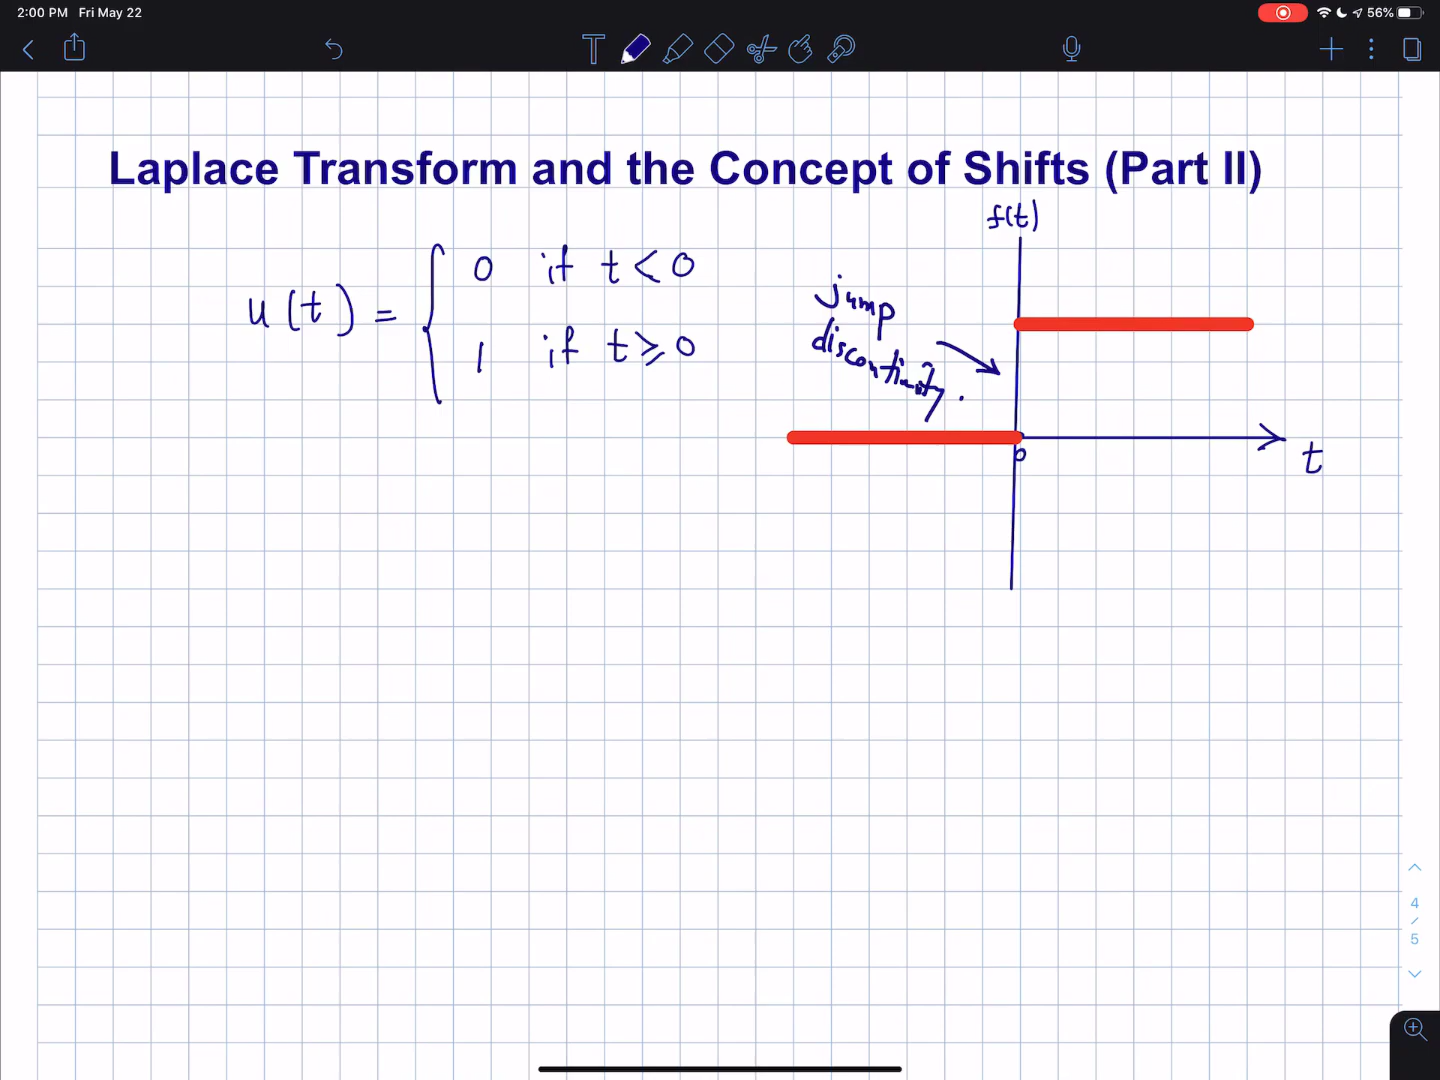 2:00 PM Fri May 22
56%
Laplace Transform and the Concept of Shifts (Part II)
f(t)
u(t) = { 0 if t < 0
1 if t ≥ 0
jump
discontinuity.
0
t
4
/
5